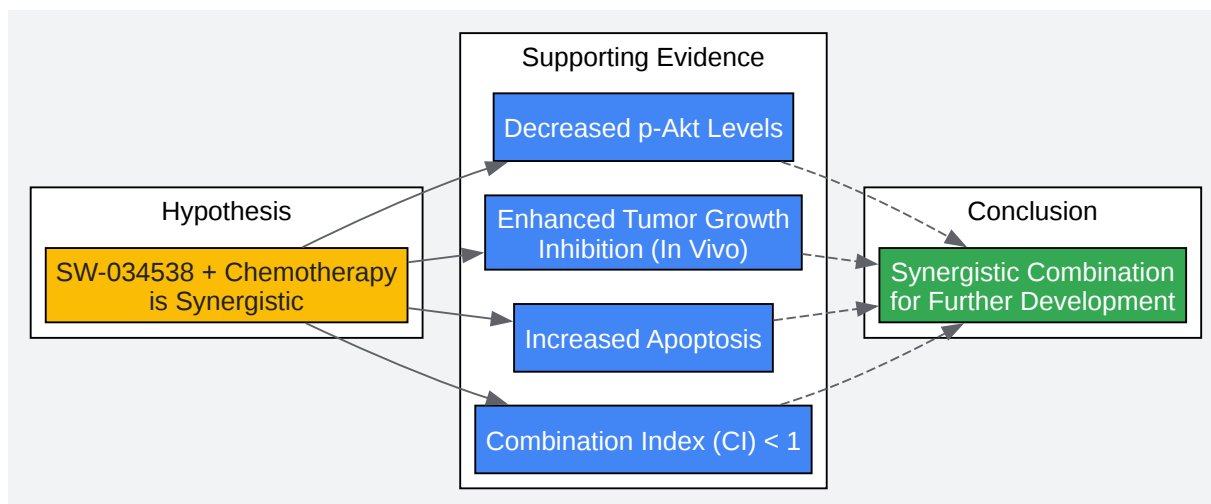 Supporting Evidence
Decreased p-Akt Levels
Enhanced Tumor Growth
Inhibition (In Vivo)
Increased Apoptosis
Combination Index (CI) < 1
Hypothesis
SW-034538 + Chemotherapy
is Synergistic
Conclusion
Synergistic Combination
for Further Development